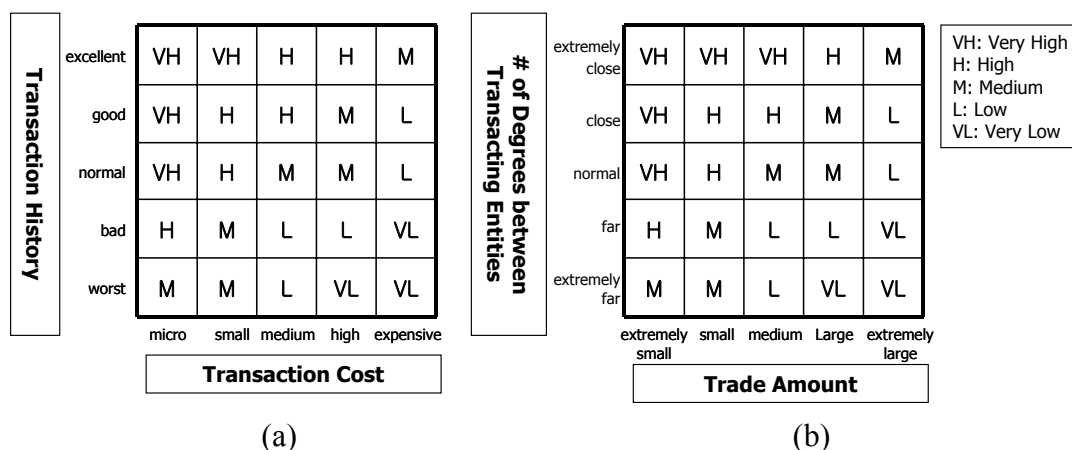 Transaction History
excellent VH VH H H M
good VH H H M L
normal VH H M M L
bad H M L L VL
worst M M L VL VL
micro small medium high expensive
Transaction Cost
(a)
# of Degrees between
Transacting Entities
extremely
close VH VH VH H M
close VH H H M L
normal VH H M M L
far H M L L VL
extremely
far M M L VL VL
extremely small medium Large extremely
small large
Trade Amount
(b)
VH: Very High
H: High
M: Medium
L: Low
VL: Very Low